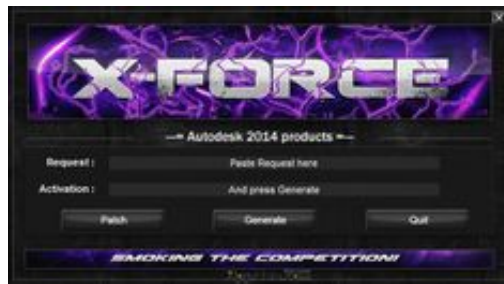 X-FORCE
Autodesk 2014 products
Request :
Paste Request here
Activation :
And press Generate
Patch
Generate
Quit
SMOKING THE COMPETITION!